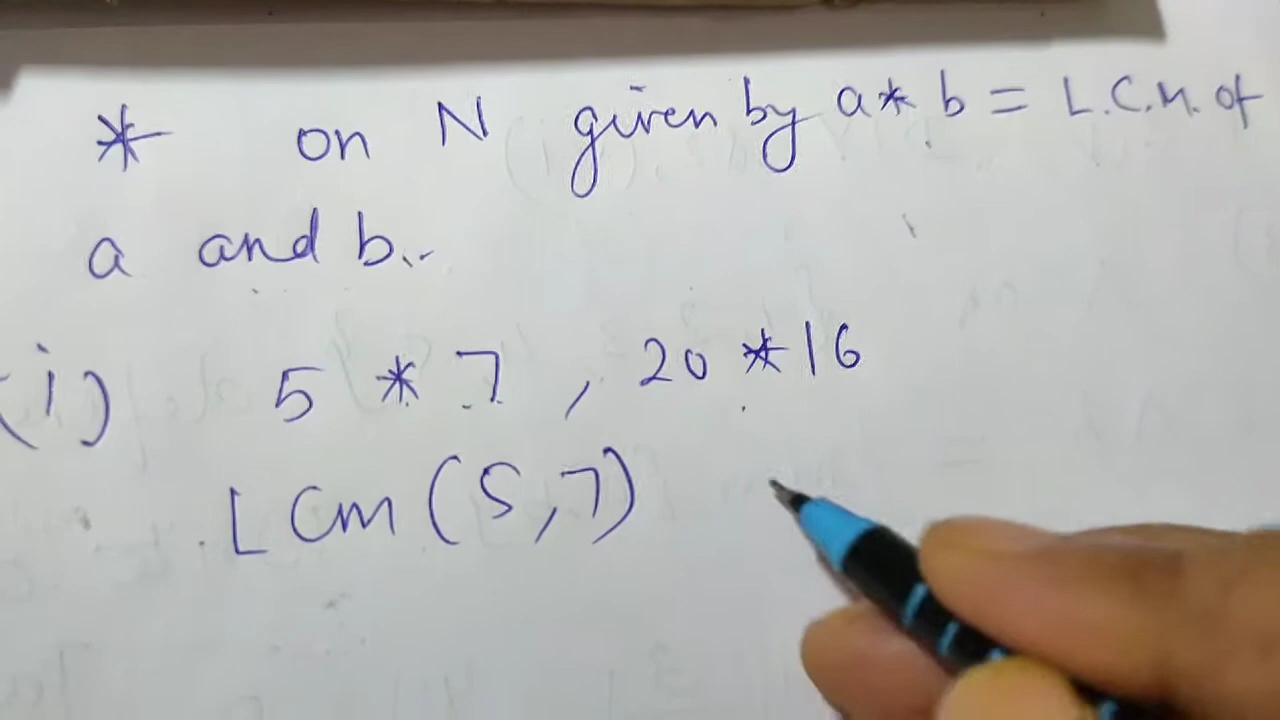 * on N given by a * b = L.C.M. of
a and b.
(i) 5 * 7 , 20 * 16
LCm (5,7)